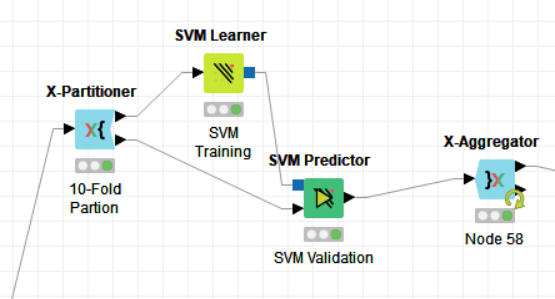 SVM Learner
X-Partitioner
SVM
Training
SVM Predictor
X-Aggregator
10-Fold
Partion
SVM Validation
Node 58